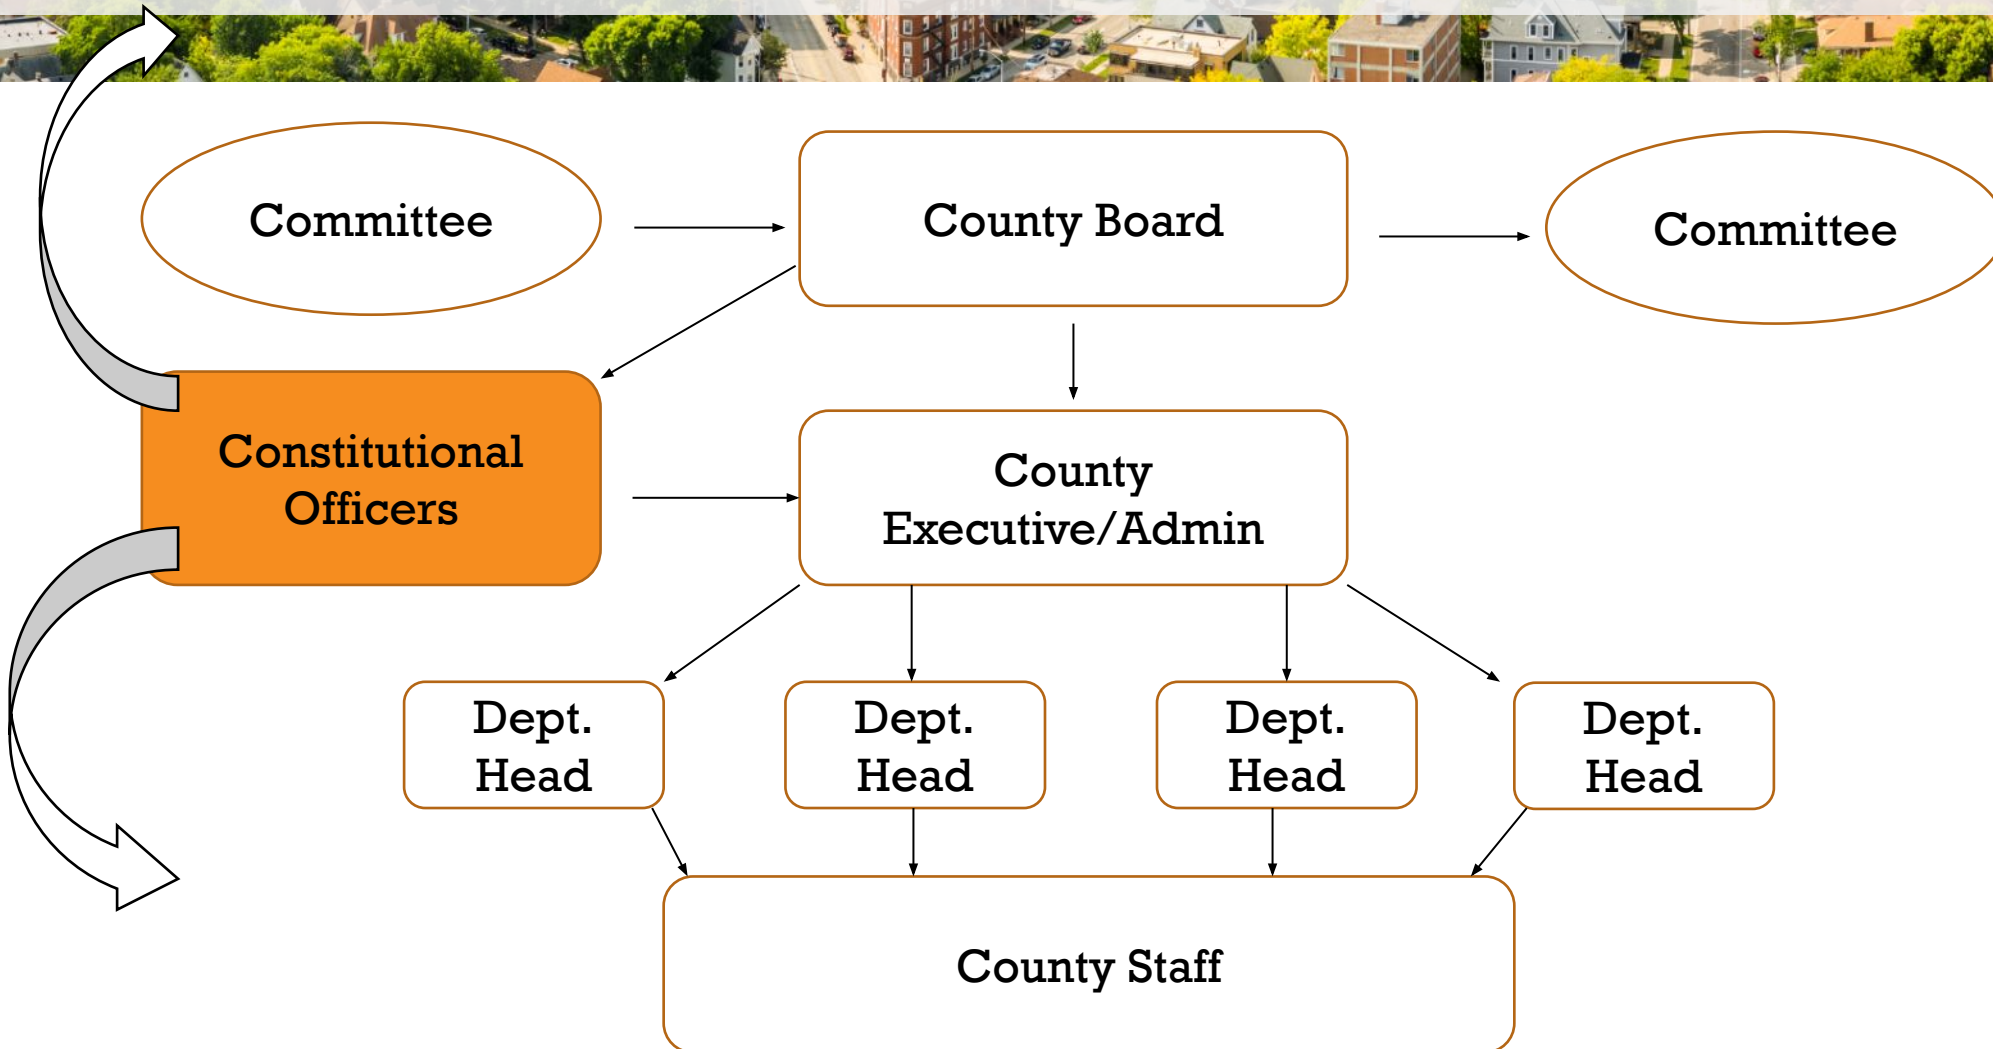 Committee
County Board
Committee
Constitutional
Officers
County
Executive/Admin
Dept.
Head
Dept.
Head
Dept.
Head
Dept.
Head
County Staff